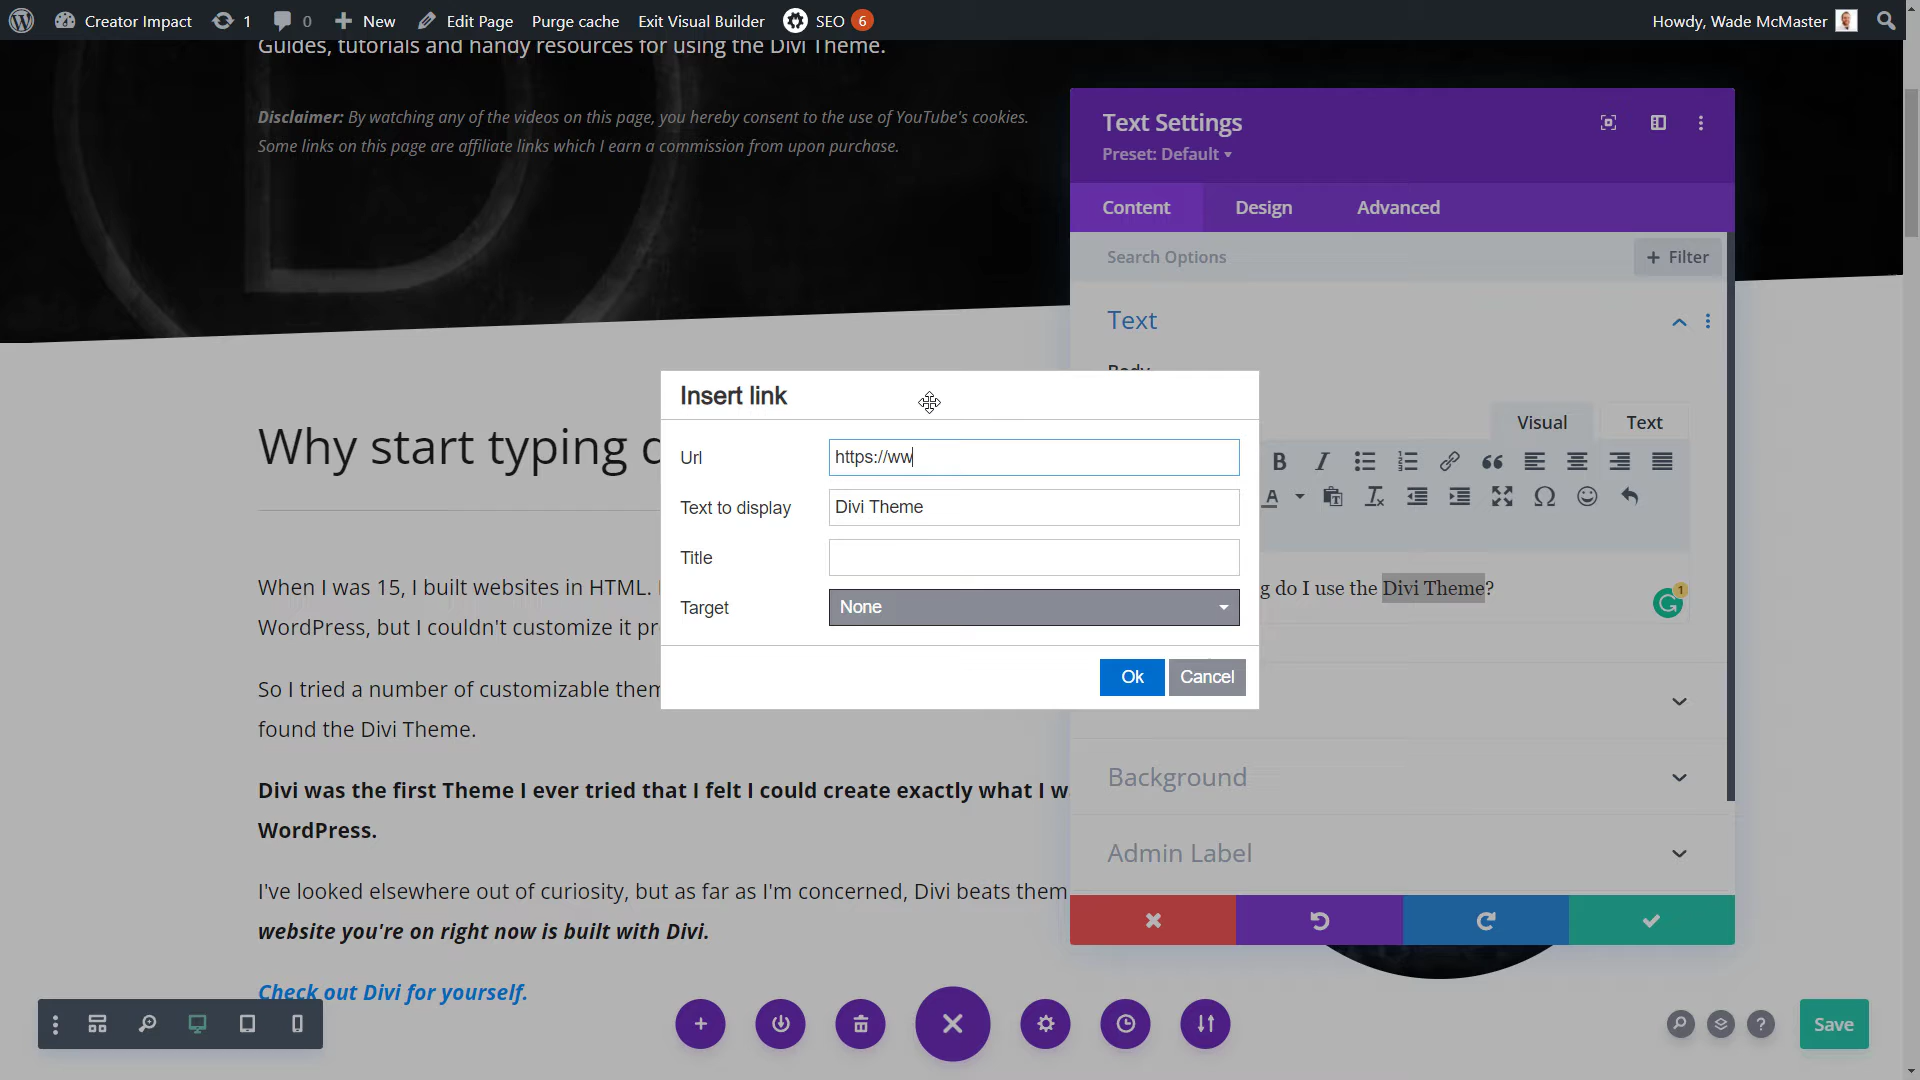 Creator Impact 1 0 New Edit Page Purge cache Exit Visual Builder SEO 6 Howdy, Wade McMaster
Guides, tutorials and handy resources for using the Divi Theme.
Disclaimer: By watching any of the videos on this page, you hereby consent to the use of YouTube's cookies.
Some links on this page are affiliate links which I earn a commission from upon purchase.
Text Settings
Preset: Default
Content Design Advanced
Search Options
+ Filter
Text
Body
Visual Text
Insert link
Url https://ww
Text to display Divi Theme
Title
Target None
Ok Cancel
Why start typing
g do I use the Divi Theme?
1
When I was 15, I built websites in HTML.
WordPress, but I couldn't customize it
So I tried a number of customizable
found the Divi Theme.
Divi was the first Theme I ever tried that I felt I could create exactly what I
WordPress.
I've looked elsewhere out of curiosity, but as far as I'm concerned, Divi beats them
website you're on right now is built with Divi.
Check out Divi for yourself.
Background
Admin Label
Save